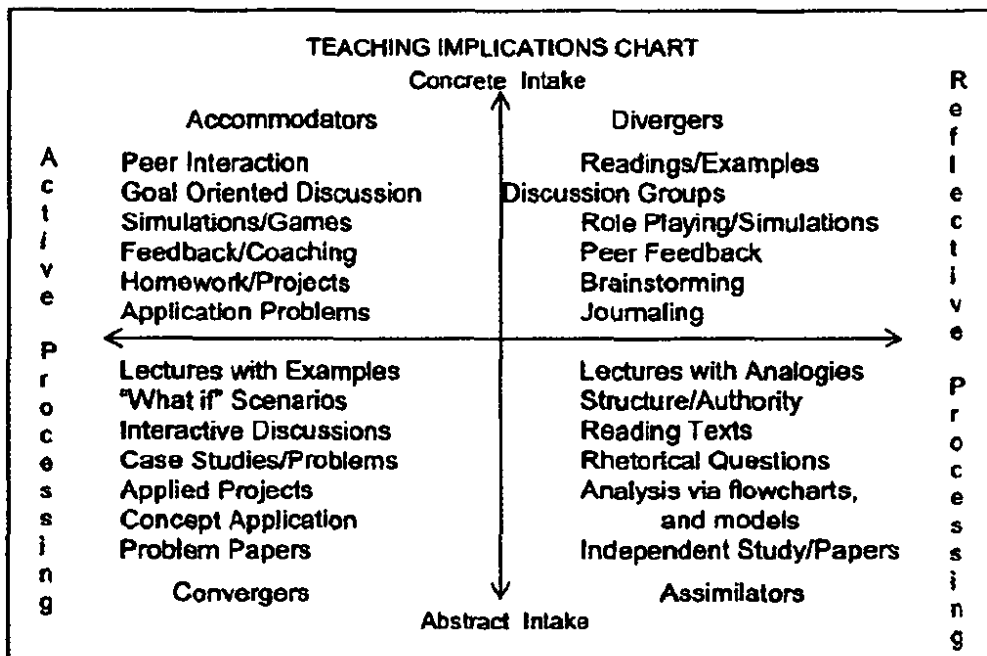 TEACHING IMPLICATIONS CHART
Concrete Intake
Accommodators
Peer Interaction
Goal Oriented Discussion
Simulations/Games
Feedback/Coaching
Homework/Projects
Application Problems
Divergers
Readings/Examples
Discussion Groups
Role Playing/Simulations
Peer Feedback
Brainstorming
Journaling
Lectures with Examples
"What if" Scenarios
Interactive Discussions
Case Studies/Problems
Applied Projects
Concept Application
Problem Papers
Convergers
Lectures with Analogies
Structure/Authority
Reading Texts
Rhetorical Questions
Analysis via flowcharts,
and models
Independent Study/Papers
Assimilators
Abstract Intake
Active Processing
Reflective Processing